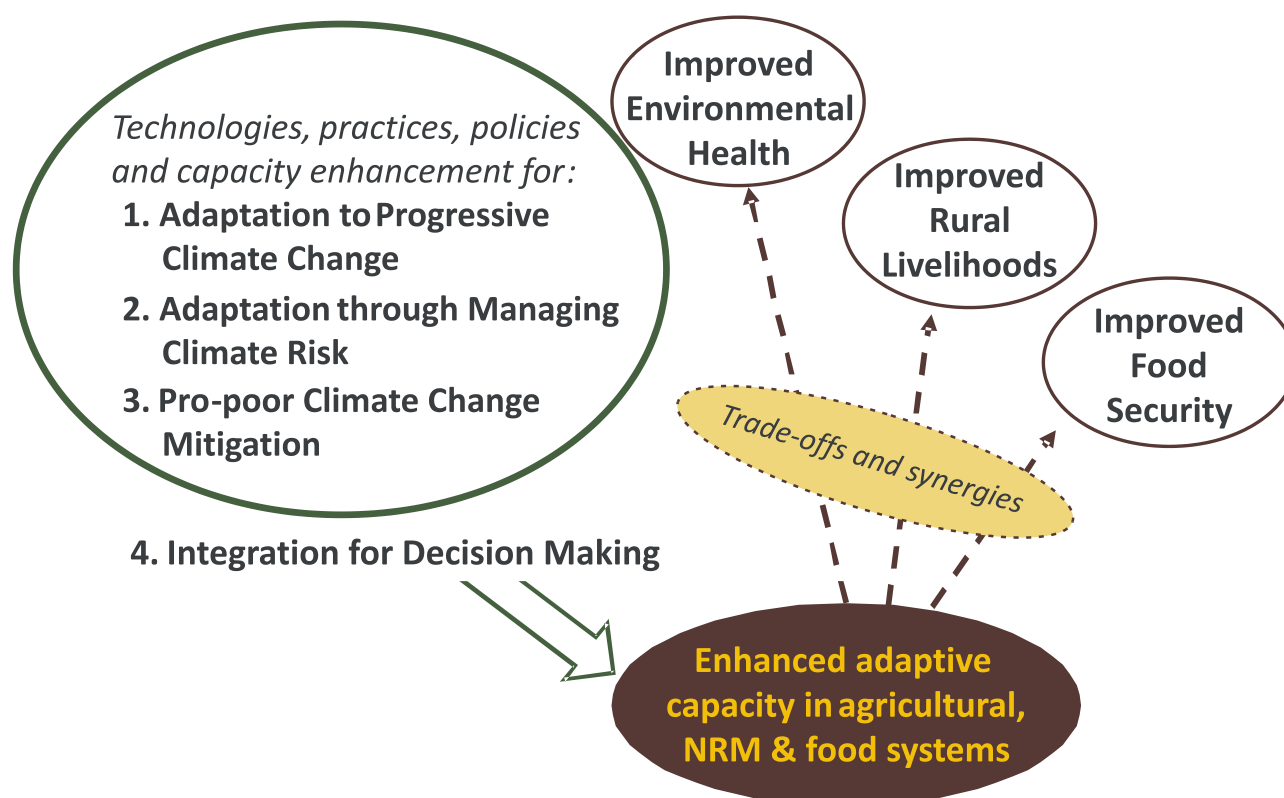 Technologies, practices, policies
and capacity enhancement for:
1. Adaptation to Progressive
Climate Change
2. Adaptation through Managing
Climate Risk
3. Pro-poor Climate Change
Mitigation
4. Integration for Decision Making
Improved
Environmental
Health
Improved
Rural
Livelihoods
Improved
Food
Security
Trade-offs and synergies
Enhanced adaptive
capacity in agricultural,
NRM & food systems